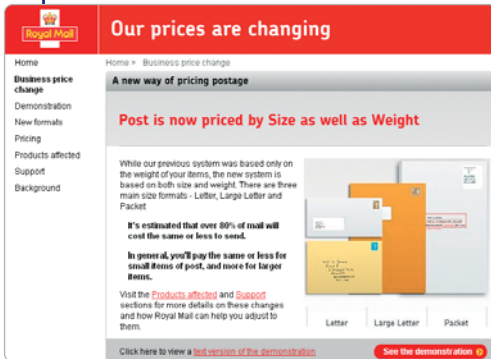 Royal Mail
Our prices are changing
Home
Business price
change
Demonstration
New formats
Pricing
Products affected
Support
Background
Home > Business price change
A new way of pricing postage
Post is now priced by Size as well as Weight
While our previous system was based only on
the weight of your items, the new system is
based on both size and weight. There are three
main size formats - Letter, Large Letter and
Packet
It's estimated that over 80% of mail will
cost the same or less to send.
In general, you'll pay the same or less for
small items of post, and more for larger
items.
Visit the Products affected and Support
sections for more details on these changes
and how Royal Mail can help you adjust to
them.
Letter
Large Letter
Packet
Click here to view a text version of the demonstration
See the demonstration